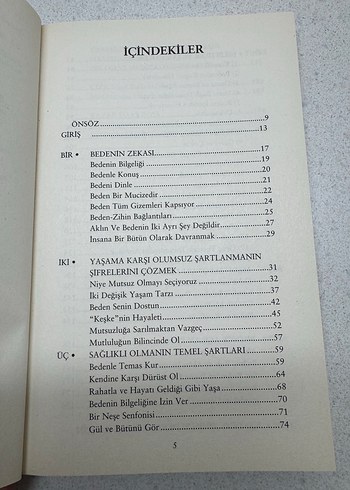 İÇİNDEKİLER
ÖNSÖZ 9
GİRİŞ 13
BİR • BEDENİN ZEKASI 17
Bedenin Bilgeliği 19
Bedenle Konuş 20
Bedeni Dinle 21
Beden Bir Mucizedir 22
Beden Tüm Gizemleri Kapsıyor 24
Beden-Zihin Bağlantıları 25
Aklın Ve Bedenin İki Ayrı Şey Değildir 27
İnsana Bir Bütün Olarak Davranmak 29
İKİ • YAŞAMA KARŞI OLUMSUZ ŞARTLANMANIN
ŞİFRELERİNİ ÇÖZMEK 31
Niye Mutsuz Olmayı Seçiyoruz 32
İki Değişik Yaşam Tarzı 37
Beden Senin Dostun 42
"Keşke"nin Hayaleti 45
Mutsuzluğa Sarılmaktan Vazgeç 52
Mutluluğun Bilincinde Ol 57
ÜÇ • SAĞLIKLI OLMANIN TEMEL ŞARTLARI 59
Bedenle Temas Kur 59
Kendine Karşı Dürüst Ol 64
Rahatla ve Hayatı Geldiği Gibi Yaşa 68
Bedenin Bilgeliğine İzin Ver 70
Bir Neşe Senfonisi 71
Gül ve Bütünü Gör 74
5